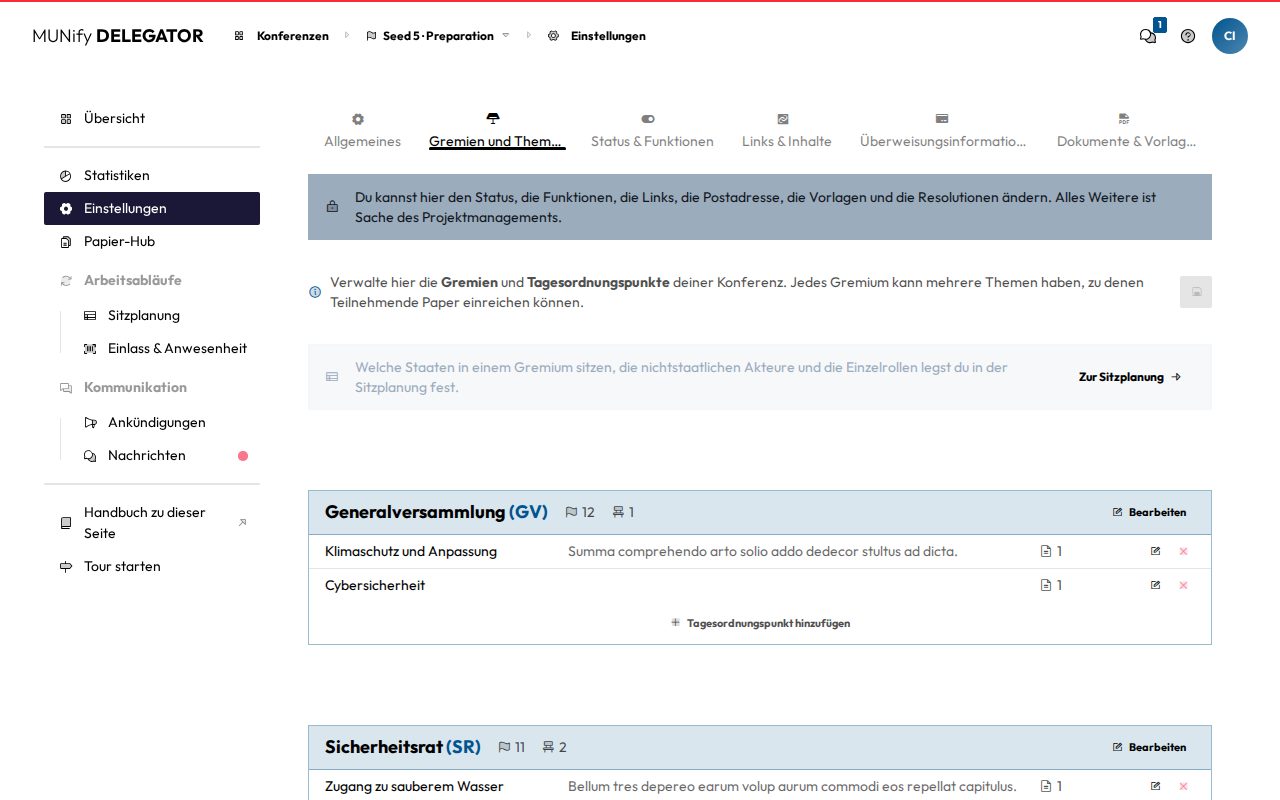 MUNify DELEGATOR
Konferenzen
Seed 5 · Preparation
Einstellungen
1
CI
Übersicht
Statistiken
Einstellungen
Papier-Hub
Arbeitsabläufe
Sitzplanung
Einlass & Anwesenheit
Kommunikation
Ankündigungen
Nachrichten
Handbuch zu dieser
Seite
Tour starten
Allgemeines
Gremien und Them...
Status & Funktionen
Links & Inhalte
Überweisungsinformatio...
PDF
Dokumente & Vorlag...
Du kannst hier den Status, die Funktionen, die Links, die Postadresse, die Vorlagen und die Resolutionen ändern. Alles Weitere ist
Sache des Projektmanagements.
Verwalte hier die Gremien und Tagesordnungspunkte deiner Konferenz. Jedes Gremium kann mehrere Themen haben, zu denen
Teilnehmende Paper einreichen können.
Welche Staaten in einem Gremium sitzen, die nichtstaatlichen Akteure und die Einzelrollen legst du in der
Sitzplanung fest.
Zur Sitzplanung
Generalversammlung (GV) 12 1
Bearbeiten
Klimaschutz und Anpassung Summa comprehendo arto solio addo dedecor stultus ad dicta. 1
Cybersicherheit 1
Tagesordnungspunkt hinzufügen
Sicherheitsrat (SR) 11 2
Bearbeiten
Zugang zu sauberem Wasser Bellum tres depereo earum volup aurum commodi eos repellat capitulus. 1